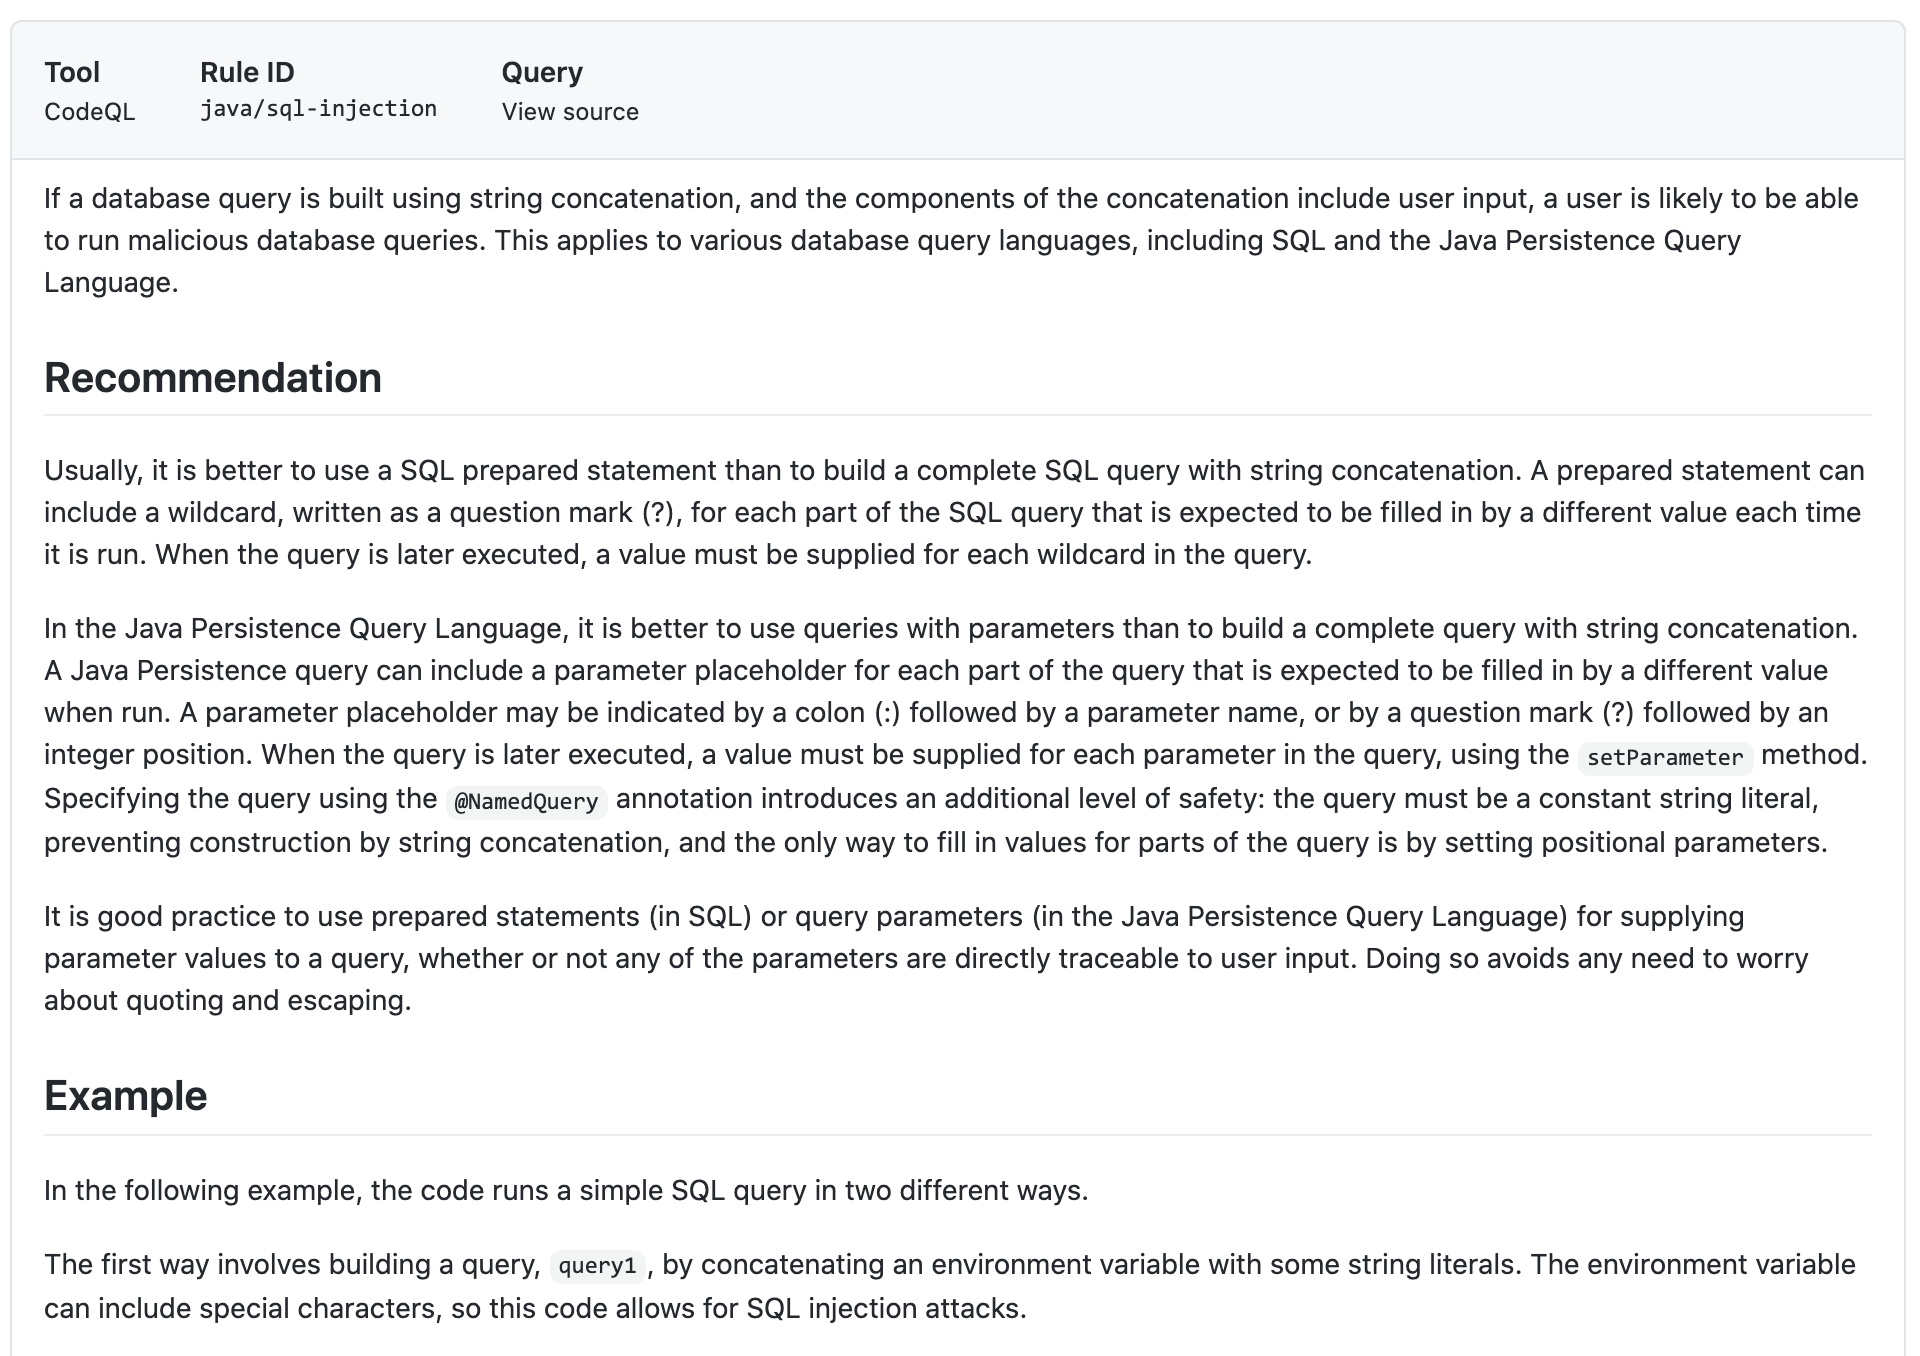 Tool Rule ID Query
CodeQL java/sql-injection View source
If a database query is built using string concatenation, and the components of the concatenation include user input, a user is likely to be able
to run malicious database queries. This applies to various database query languages, including SQL and the Java Persistence Query
Language.
Recommendation
Usually, it is better to use a SQL prepared statement than to build a complete SQL query with string concatenation. A prepared statement can
include a wildcard, written as a question mark (?), for each part of the SQL query that is expected to be filled in by a different value each time
it is run. When the query is later executed, a value must be supplied for each wildcard in the query.
In the Java Persistence Query Language, it is better to use queries with parameters than to build a complete query with string concatenation.
A Java Persistence query can include a parameter placeholder for each part of the query that is expected to be filled in by a different value
when run. A parameter placeholder may be indicated by a colon (:) followed by a parameter name, or by a question mark (?) followed by an
integer position. When the query is later executed, a value must be supplied for each parameter in the query, using the setParameter method.
Specifying the query using the @NamedQuery annotation introduces an additional level of safety: the query must be a constant string literal,
preventing construction by string concatenation, and the only way to fill in values for parts of the query is by setting positional parameters.
It is good practice to use prepared statements (in SQL) or query parameters (in the Java Persistence Query Language) for supplying
parameter values to a query, whether or not any of the parameters are directly traceable to user input. Doing so avoids any need to worry
about quoting and escaping.
Example
In the following example, the code runs a simple SQL query in two different ways.
The first way involves building a query, query1, by concatenating an environment variable with some string literals. The environment variable
can include special characters, so this code allows for SQL injection attacks.